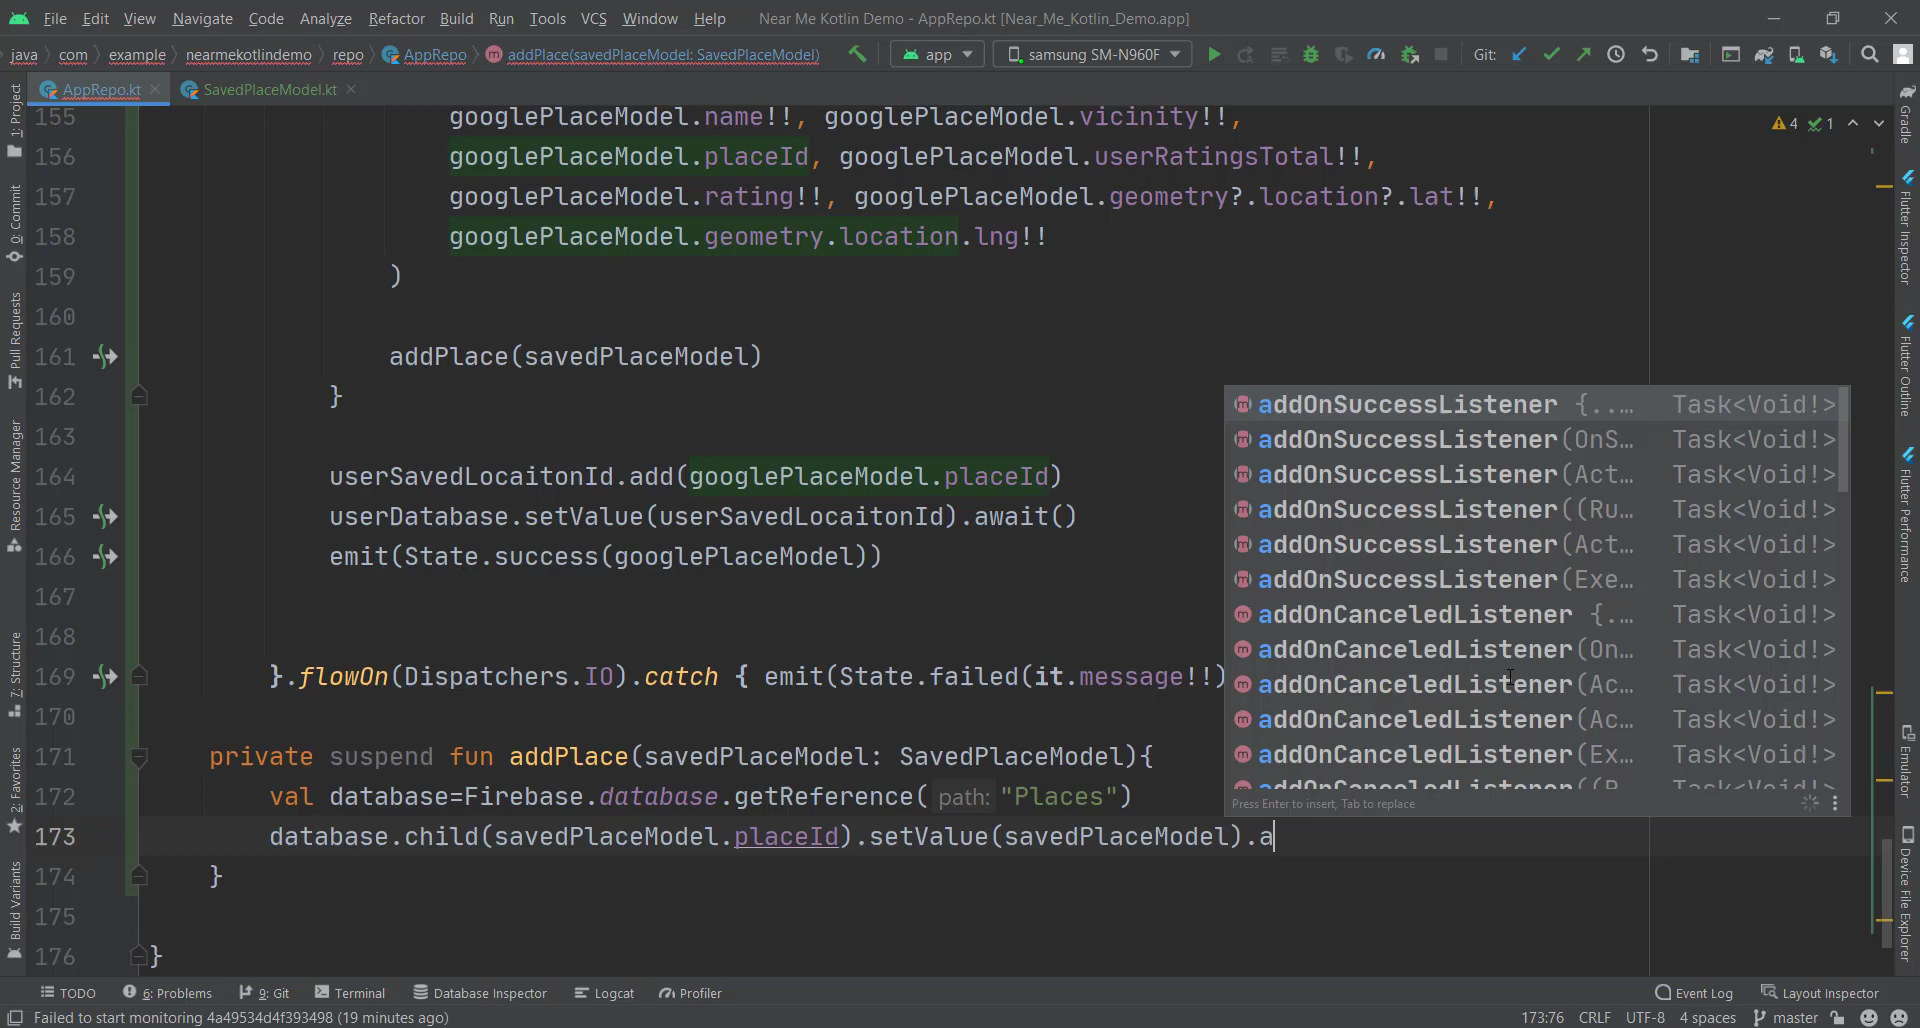 File Edit View Navigate Code Analyze Refactor Build Run Tools VCS Window Help Near Me Kotlin Demo - AppRepo.kt [Near_Me_Kotlin_Demo.app]
java com example nearmekotlindemo repo AppRepo addPlace(savedPlaceModel: SavedPlaceModel) app samsung SM-N960F Git:
AppRepo.kt SavedPlaceModel.kt
4 1
155 googlePlaceModel.name!!, googlePlaceModel.vicinity!!,
156 googlePlaceModel.placeId, googlePlaceModel.userRatingsTotal!!,
157 googlePlaceModel.rating!!, googlePlaceModel.geometry?.location?.lat!!,
158 googlePlaceModel.geometry.location.lng!!
159 )
160
161 addPlace(savedPlaceModel)
162 }
163
164 userSavedLocaitonId.add(googlePlaceModel.placeId)
165 userDatabase.setValue(userSavedLocaitonId).await()
166 emit(State.success(googlePlaceModel))
167
168
169 }.flowOn(Dispatchers.IO).catch { emit(State.failed(it.message!!)
170
171 private suspend fun addPlace(savedPlaceModel: SavedPlaceModel){
172 val database=Firebase.database.getReference( path: "Places")
173 database.child(savedPlaceModel.placeId).setValue(savedPlaceModel).a
174 }
175
176 }
addOnSuccessListener {.... Task<Void!>
addOnSuccessListener(OnS... Task<Void!>
addOnSuccessListener(Act... Task<Void!>
addOnSuccessListener((Ru... Task<Void!>
addOnSuccessListener(Act... Task<Void!>
addOnSuccessListener(Exe... Task<Void!>
addOnCanceledListener {.... Task<Void!>
addOnCanceledListener(On... Task<Void!>
addOnCanceledListener(Ac... Task<Void!>
addOnCanceledListener(Ac... Task<Void!>
addOnCanceledListener(Ex... Task<Void!>
addOnCanceledListener((R... Task<Void!>
Press Enter to insert, Tab to replace
1: Project
0: Commit
Pull Requests
Resource Manager
7: Structure
2: Favorites
Build Variants
Gradle
Flutter Inspector
Flutter Outline
Flutter Performance
Emulator
Device File Explorer
TODO 6: Problems 9: Git Terminal Database Inspector Logcat Profiler Event Log Layout Inspector
Failed to start monitoring 4a49534d4f393498 (19 minutes ago) 173:76 CRLF UTF-8 4 spaces master